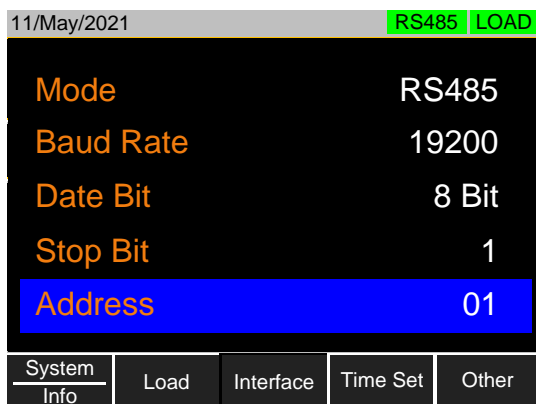 11/May/2021 RS485 LOAD
Mode RS485
Baud Rate 19200
Date Bit 8 Bit
Stop Bit 1
Address 01
System Info Load Interface Time Set Other